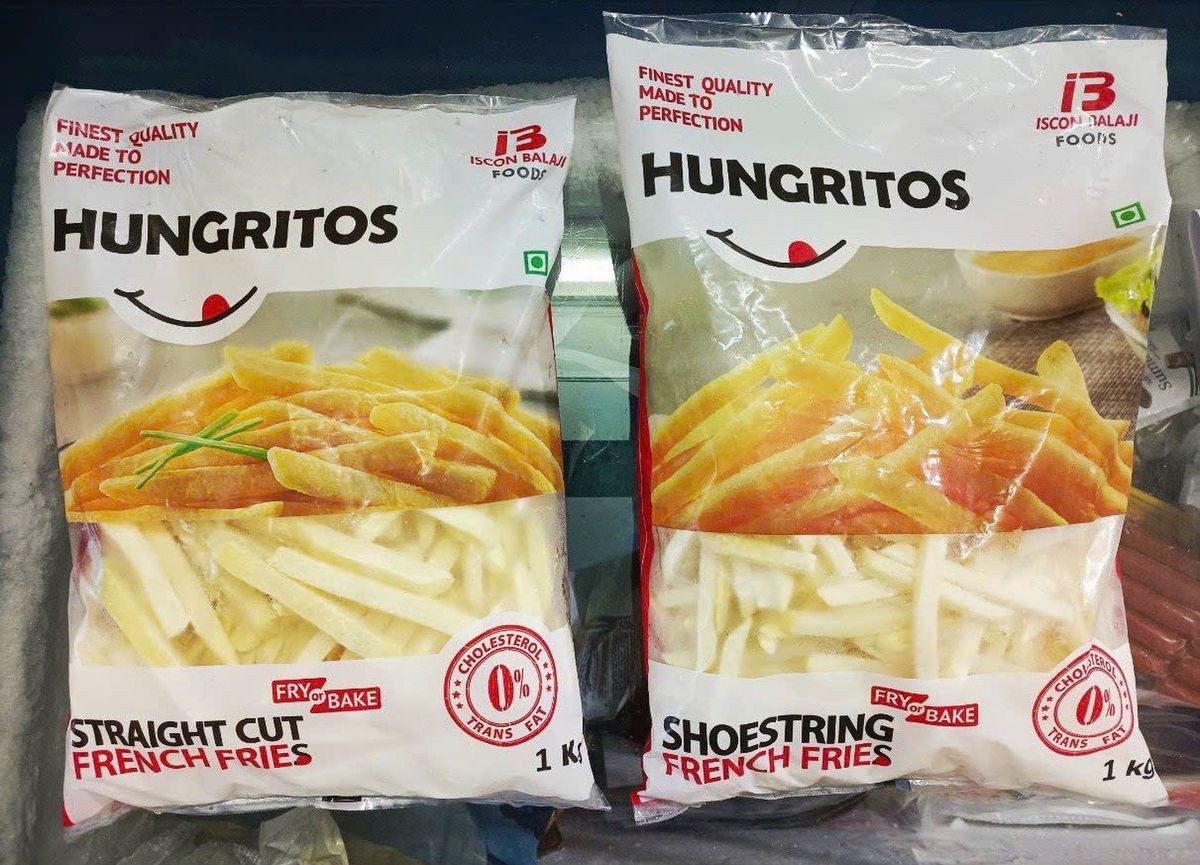 FINEST QUALITY
MADE TO
PERFECTION
iB
ISCON BALAJI
FOODS
HUNGRITOS
CHOLESTEROL
0%
TRANS FAT
FRY or BAKE
STRAIGHT CUT
FRENCH FRIES
1 Kg
FINEST QUALITY
MADE TO
PERFECTION
iB
ISCON BALAJI
FOODS
HUNGRITOS
CHOLESTEROL
0%
TRANS FAT
FRY or BAKE
SHOESTRING
FRENCH FRIES
1 Kg